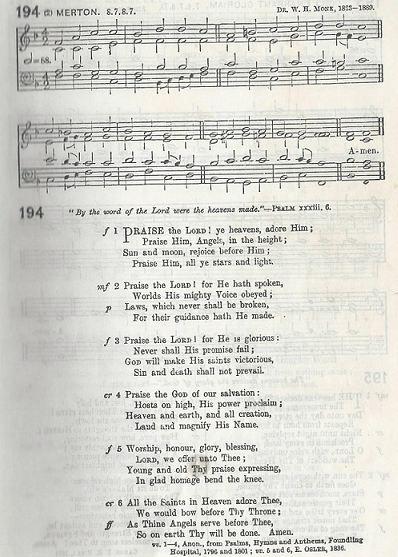 194 (2) MERTON. 8.7.8.7. DR. W. H. MONK, 1823–1889.
=88.
A-men.
194 "By the word of the Lord were the heavens made."—PSALM xxxiii. 6.
f 1 PRAISE the LORD! ye heavens, adore Him;
Praise Him, Angels, in the height;
Sun and moon, rejoice before Him;
Praise Him, all ye stars and light.
mf 2 Praise the LORD! for He hath spoken,
Worlds His mighty Voice obeyed;
p Laws, which never shall be broken,
For their guidance hath He made.
f 3 Praise the LORD! for He is glorious:
Never shall His promise fail;
GOD will make His saints victorious,
Sin and death shall not prevail.
cr 4 Praise the GOD of our salvation:
Hosts on high, His power proclaim;
Heaven and earth, and all creation,
Laud and magnify His Name.
f 5 Worship, honour, glory, blessing,
LORD, we offer unto Thee;
Young and old Thy praise expressing,
In glad homage bend the knee.
cr 6 All the Saints in Heaven adore Thee,
We would bow before Thy Throne;
ff As Thine Angels serve before Thee,
So on earth Thy will be done. Amen.
vv. 1—4, Anon., from Psalms, Hymns and Anthems, Foundling
Hospital, 1796 and 1801; vv. 5 and 6, E. OSLER, 1836.